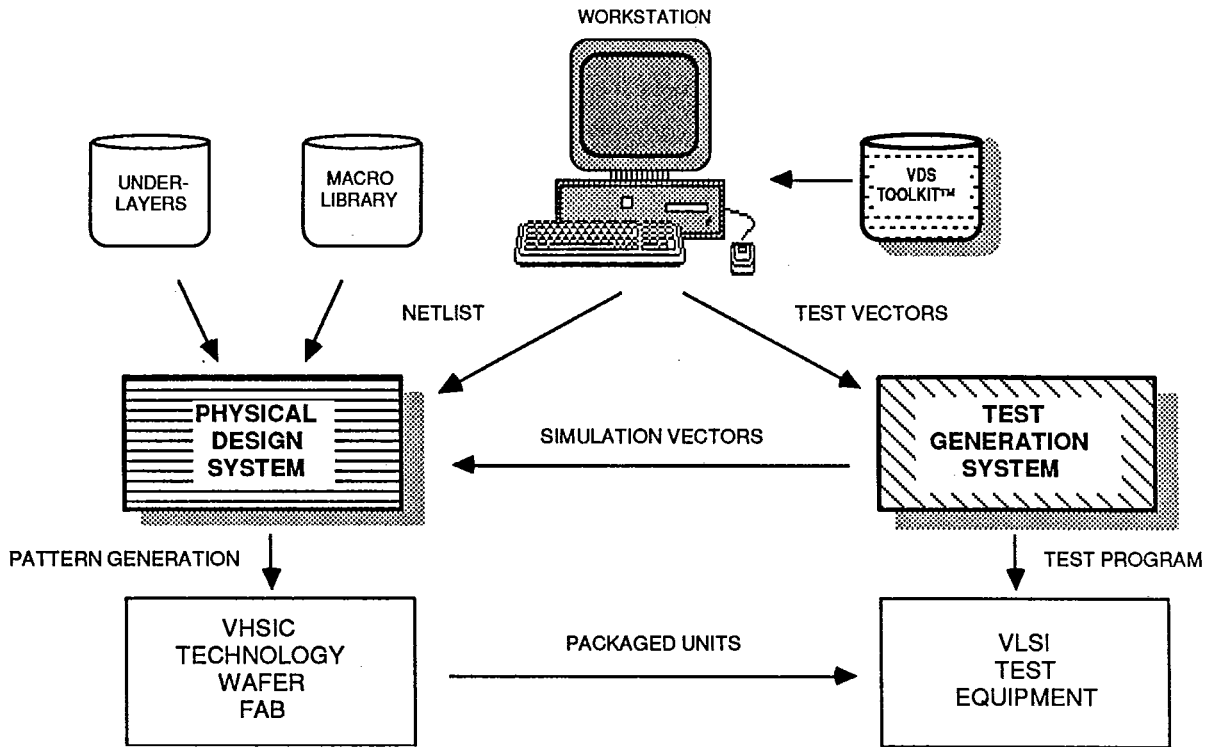 WORKSTATION
UNDER-
LAYERS
MACRO
LIBRARY
VDS
TOOLKIT™
NETLIST
TEST VECTORS
PHYSICAL
DESIGN
SYSTEM
SIMULATION VECTORS
TEST
GENERATION
SYSTEM
PATTERN GENERATION
TEST PROGRAM
VHSIC
TECHNOLOGY
WAFER
FAB
PACKAGED UNITS
VLSI
TEST
EQUIPMENT